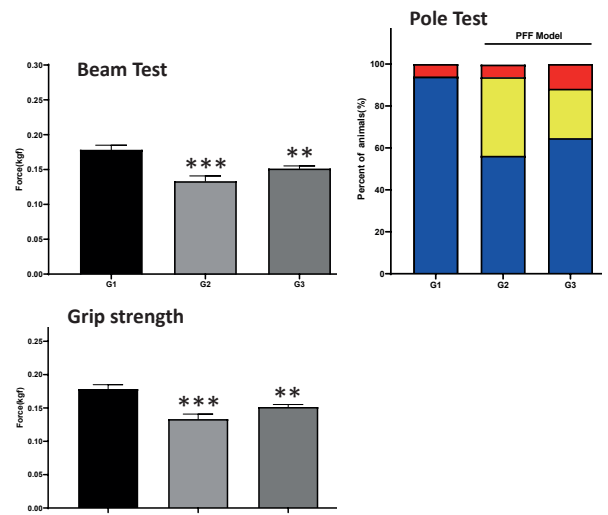 Pole Test
PFF Model
Beam Test
0.30
0.25
0.20
0.15
0.10
0.05
0.00
Force(kgf)
*** **
G1 G2 G3
100
80
60
40
20
0
Percent of animals(%)
G1 G2 G3
Grip strength
0.25
0.20
0.15
0.10
0.05
0.00
Force(kgf)
*** **